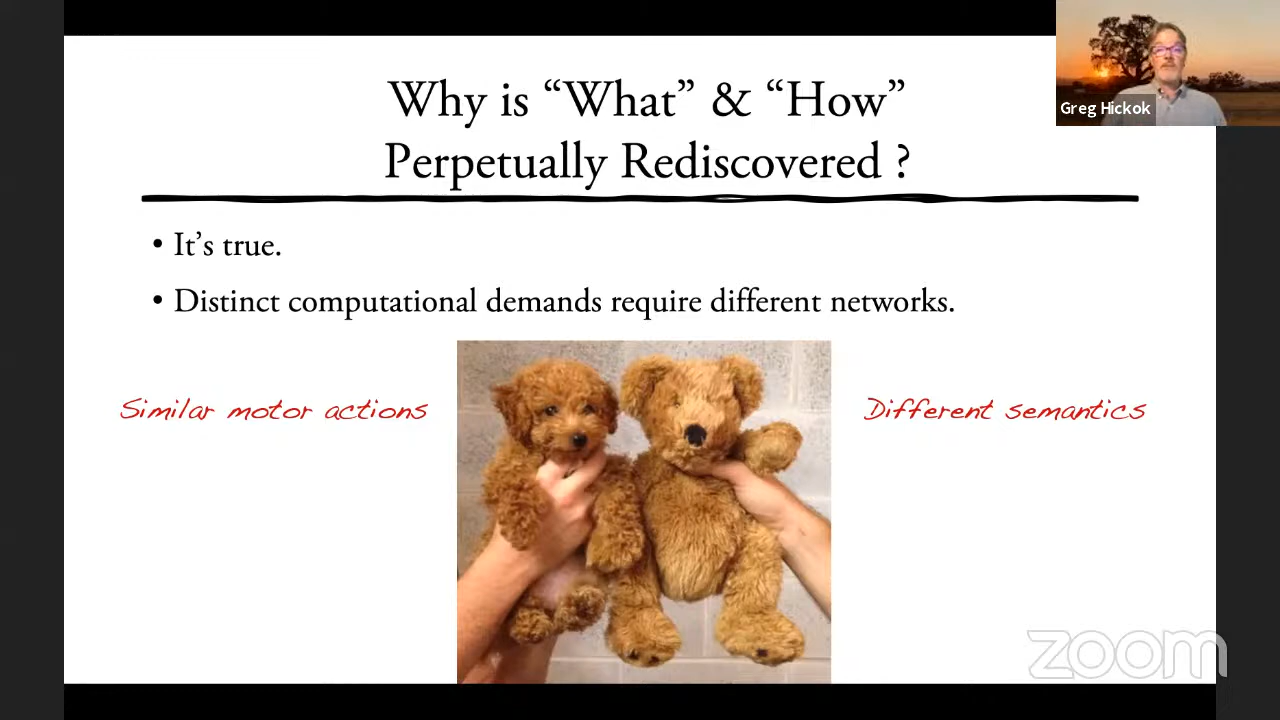 Why is “What” & “How”
Perpetually Rediscovered ?
Greg Hickok
• It’s true.
• Distinct computational demands require different networks.
Similar motor actions
Different semantics
zoom